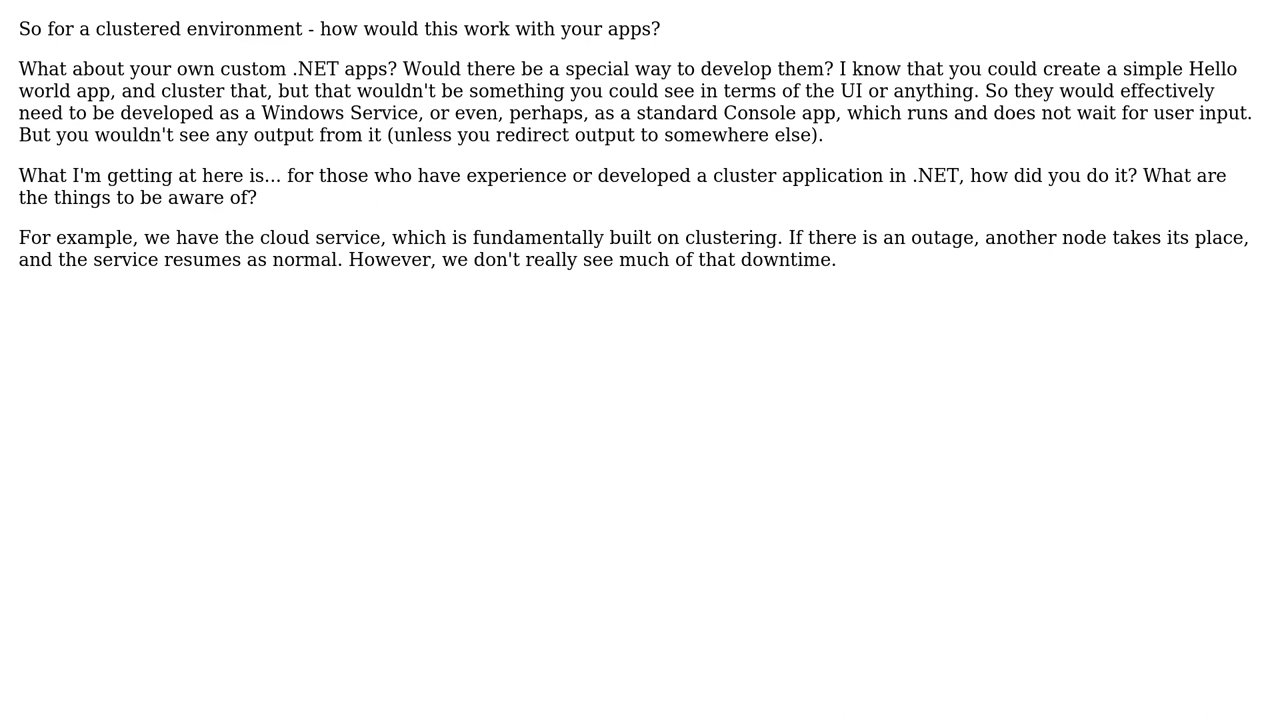 So for a clustered environment - how would this work with your apps?
What about your own custom .NET apps? Would there be a special way to develop them? I know that you could create a simple Hello
world app, and cluster that, but that wouldn't be something you could see in terms of the UI or anything. So they would effectively
need to be developed as a Windows Service, or even, perhaps, as a standard Console app, which runs and does not wait for user input.
But you wouldn't see any output from it (unless you redirect output to somewhere else).
What I'm getting at here is... for those who have experience or developed a cluster application in .NET, how did you do it? What are
the things to be aware of?
For example, we have the cloud service, which is fundamentally built on clustering. If there is an outage, another node takes its place,
and the service resumes as normal. However, we don't really see much of that downtime.